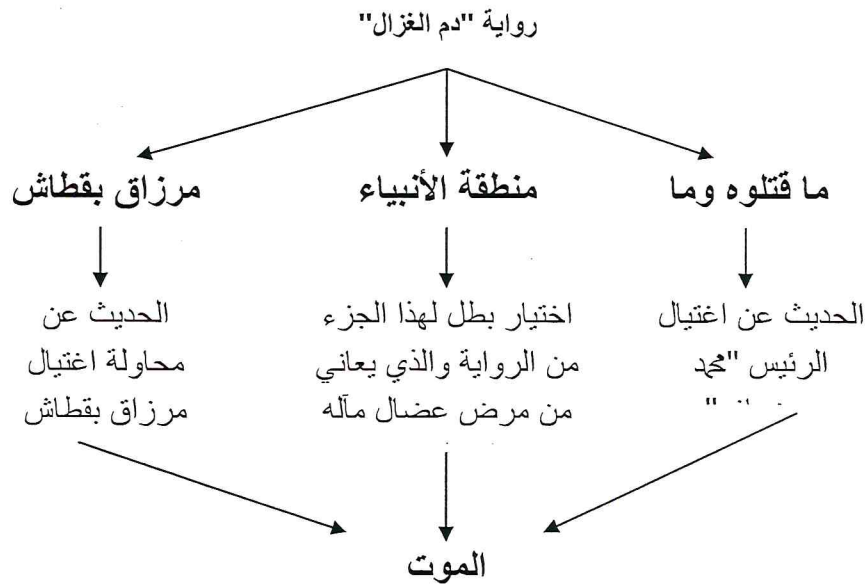 رواية "دم الغزال"
ما قتلوه وما
منطقة الأنبياء
مرزاق بقطاش
الحديث عن اغتيال
الرئيس "محمد
اختيار بطل لهذا الجزء
من الرواية والذي يعاني
من مرض عضال مآله
الحديث عن
محاولة اغتيال
مرزاق بقطاش
الموت